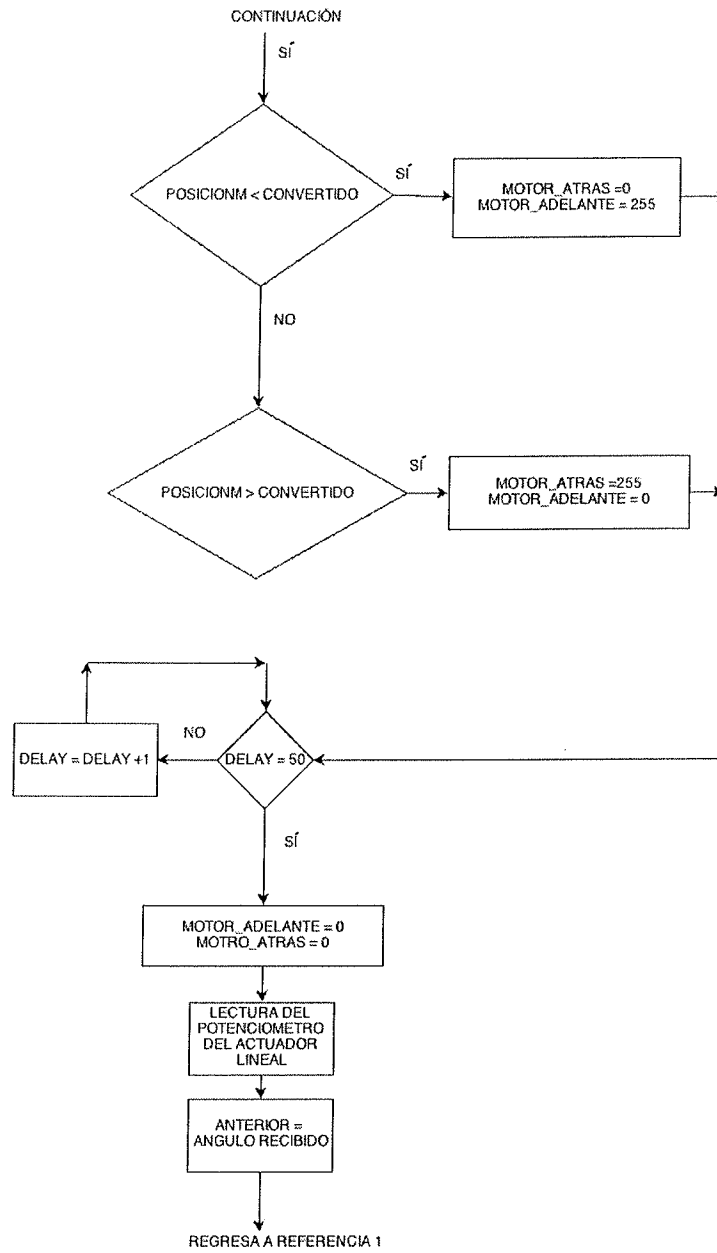 CONTINUACIÓN
SÍ
POSICIONM < CONVERTIDO
SÍ
MOTOR_ATRAS =0
MOTOR_ADELANTE = 255
NO
POSICIONM > CONVERTIDO
SÍ
MOTOR_ATRAS =255
MOTOR_ADELANTE = 0
DELAY = DELAY +1
NO
DELAY = 50
SÍ
MOTOR_ADELANTE = 0
MOTRO_ATRAS = 0
LECTURA DEL
POTENCIOMETRO
DEL ACTUADOR
LINEAL
ANTERIOR =
ANGULO RECIBIDO
REGRESA A REFERENCIA 1